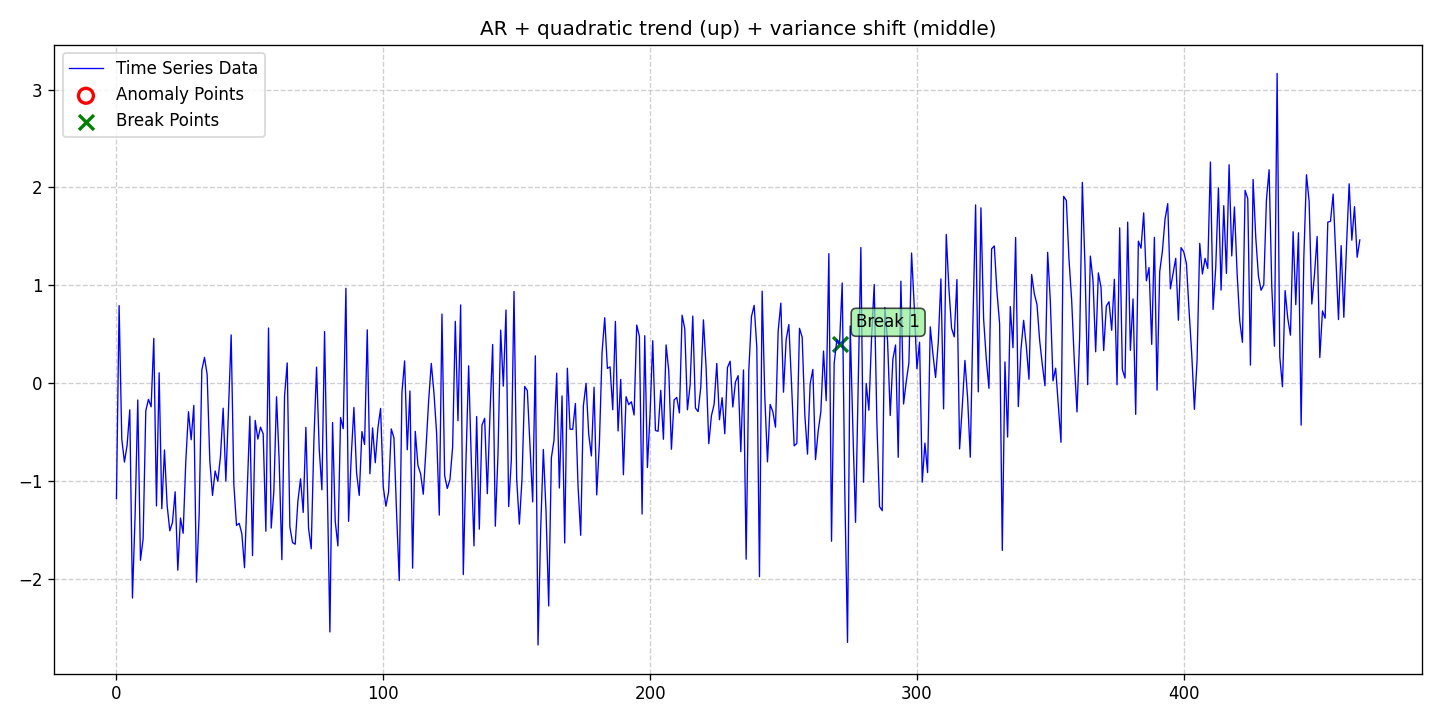 AR + quadratic trend (up) + variance shift (middle)
Time Series Data
Anomaly Points
Break Points
Break 1
3
2
1
0
−1
−2
0 100 200 300 400